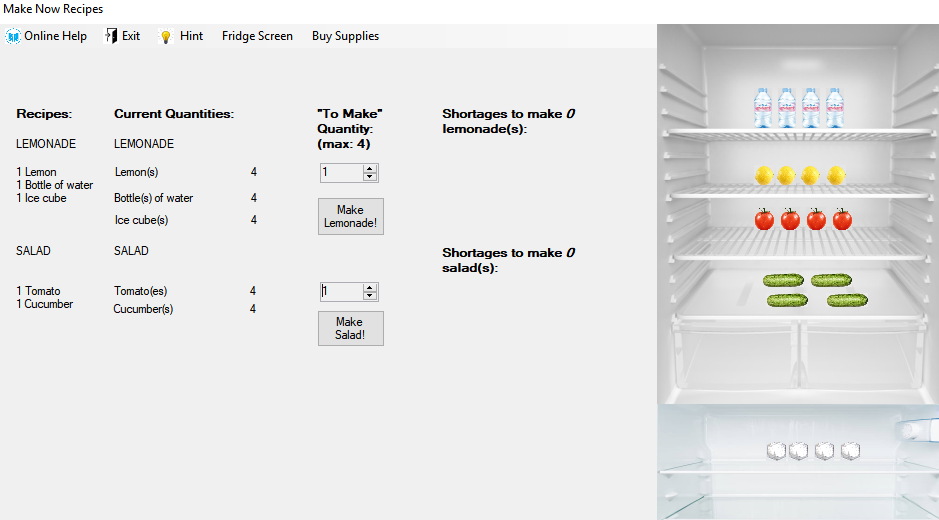 Make Now Recipes
Online Help Exit Hint Fridge Screen Buy Supplies
Recipes: Current Quantities: "To Make" Quantity: (max: 4) Shortages to make 0 lemonade(s):
LEMONADE LEMONADE
1 Lemon Lemon(s) 4 1
1 Bottle of water
1 Ice cube Bottle(s) of water 4
Make Lemonade!
Ice cube(s) 4
SALAD SALAD Shortages to make 0 salad(s):
1 Tomato Tomato(es) 4 1
1 Cucumber Cucumber(s) 4
Make Salad!